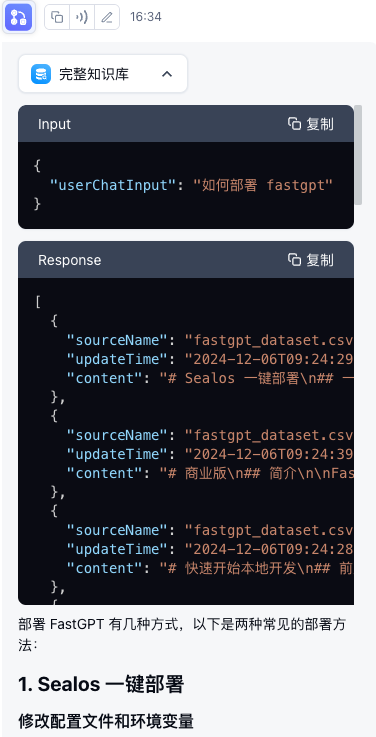 16:34
完整知识库
Input 复制
{
"userChatInput": "如何部署 fastgpt"
}
Response 复制
[
{
"sourceName": "fastgpt_dataset.csv
"updateTime": "2024-12-06T09:24:29
"content": "# Sealos 一键部署\n## 一
},
{
"sourceName": "fastgpt_dataset.csv
"updateTime": "2024-12-06T09:24:39
"content": "# 商业版\n## 简介\n\nFas
},
{
"sourceName": "fastgpt_dataset.csv
"updateTime": "2024-12-06T09:24:28
"content": "# 快速开始本地开发\n## 前
},
{
部署 FastGPT 有几种方式，以下是两种常见的部署方
法：
1. Sealos 一键部署
修改配置文件和环境变量